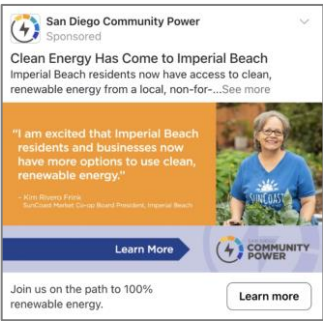 San Diego Community Power
Sponsored
Clean Energy Has Come to Imperial Beach
Imperial Beach residents now have access to clean,
renewable energy from a local, non-for-...See more
"I am excited that Imperial Beach
residents and businesses now
have more options to use clean,
renewable energy."
- Kim Rivero Frink
SunCoast Market Co-op Board President, Imperial Beach
SUNCOAST
Learn More
COMMUNITY
POWER
Join us on the path to 100%
renewable energy.
Learn more